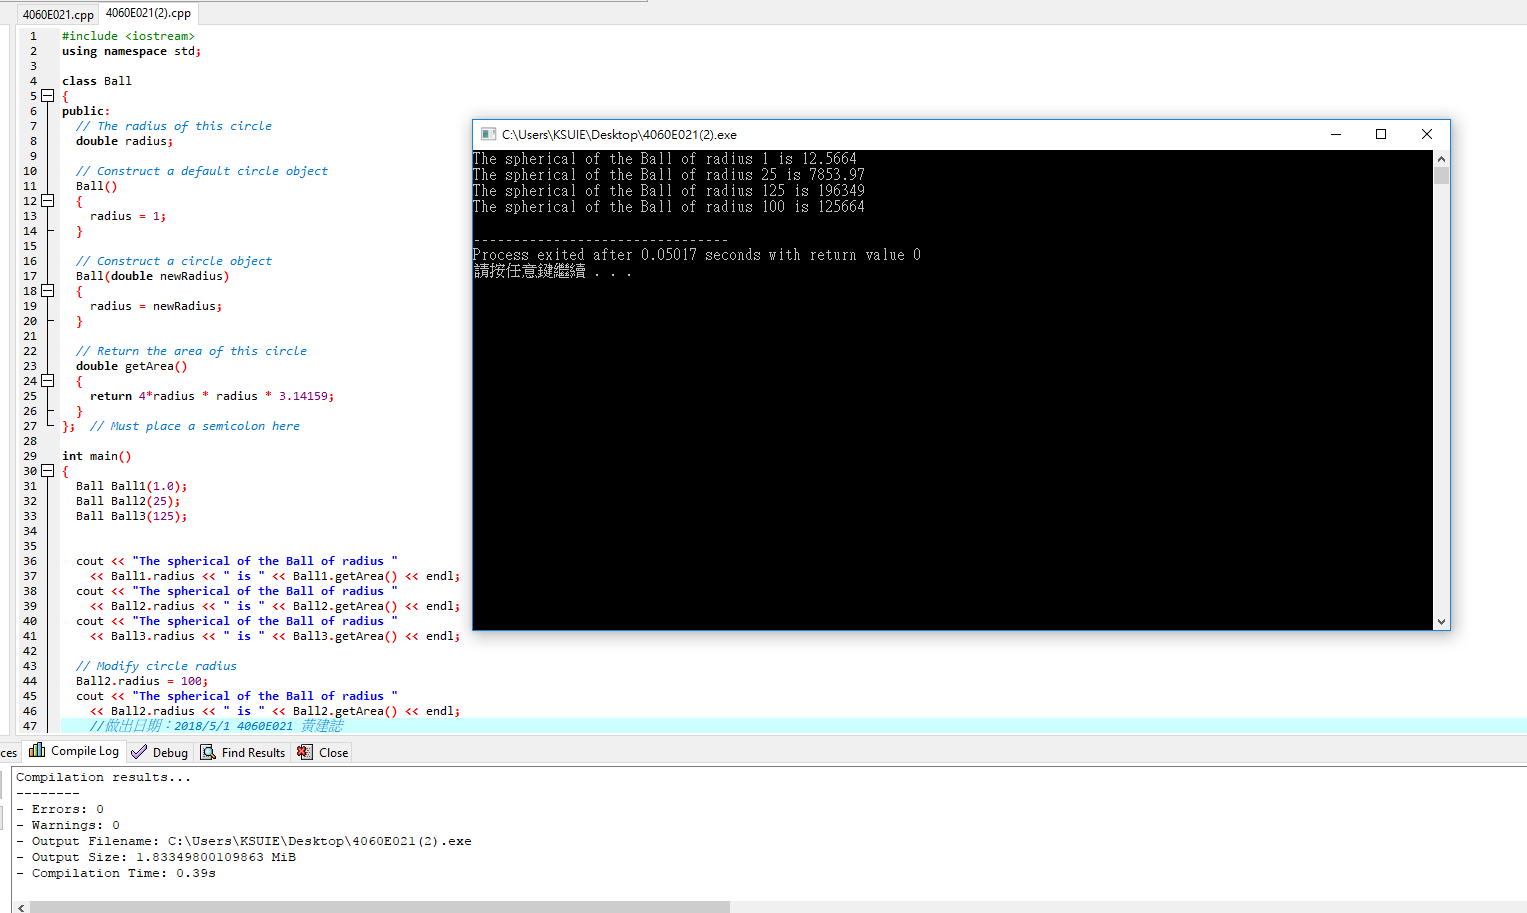 4060E021.cpp 4060E021(2).cpp
1 #include <iostream>
2 using namespace std;
3
4 class Ball
5 {
6 public:
7 // The radius of this circle
8 double radius;
9
10 // Construct a default circle object
11 Ball()
12 {
13 radius = 1;
14 }
15
16 // Construct a circle object
17 Ball(double newRadius)
18 {
19 radius = newRadius;
20 }
21
22 // Return the area of this circle
23 double getArea()
24 {
25 return 4*radius * radius * 3.14159;
26 }
27 }; // Must place a semicolon here
28
29 int main()
30 {
31 Ball Ball1(1.0);
32 Ball Ball2(25);
33 Ball Ball3(125);
34
35
36 cout << "The spherical of the Ball of radius "
37 << Ball1.radius << " is " << Ball1.getArea() << endl;
38 cout << "The spherical of the Ball of radius "
39 << Ball2.radius << " is " << Ball2.getArea() << endl;
40 cout << "The spherical of the Ball of radius "
41 << Ball3.radius << " is " << Ball3.getArea() << endl;
42
43 // Modify circle radius
44 Ball2.radius = 100;
45 cout << "The spherical of the Ball of radius "
46 << Ball2.radius << " is " << Ball2.getArea() << endl;
47 //做出日期：2018/5/1 4060E021 黃建誌
C:\Users\KSUIE\Desktop\4060E021(2).exe
The spherical of the Ball of radius 1 is 12.5664
The spherical of the Ball of radius 25 is 7853.97
The spherical of the Ball of radius 125 is 196349
The spherical of the Ball of radius 100 is 125664
--------------------------------
Process exited after 0.05017 seconds with return value 0
請按任意鍵繼續 . . .
ces Compile Log Debug Find Results Close
Compilation results...
--------
- Errors: 0
- Warnings: 0
- Output Filename: C:\Users\KSUIE\Desktop\4060E021(2).exe
- Output Size: 1.83349800109863 MiB
- Compilation Time: 0.39s